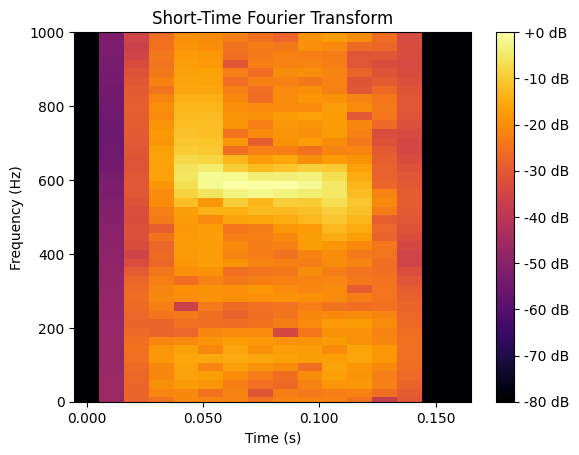 Short-Time Fourier Transform
Frequency (Hz)
1000
800
600
400
200
0
0.000
0.050
0.100
0.150
Time (s)
+0 dB
-10 dB
-20 dB
-30 dB
-40 dB
-50 dB
-60 dB
-70 dB
-80 dB